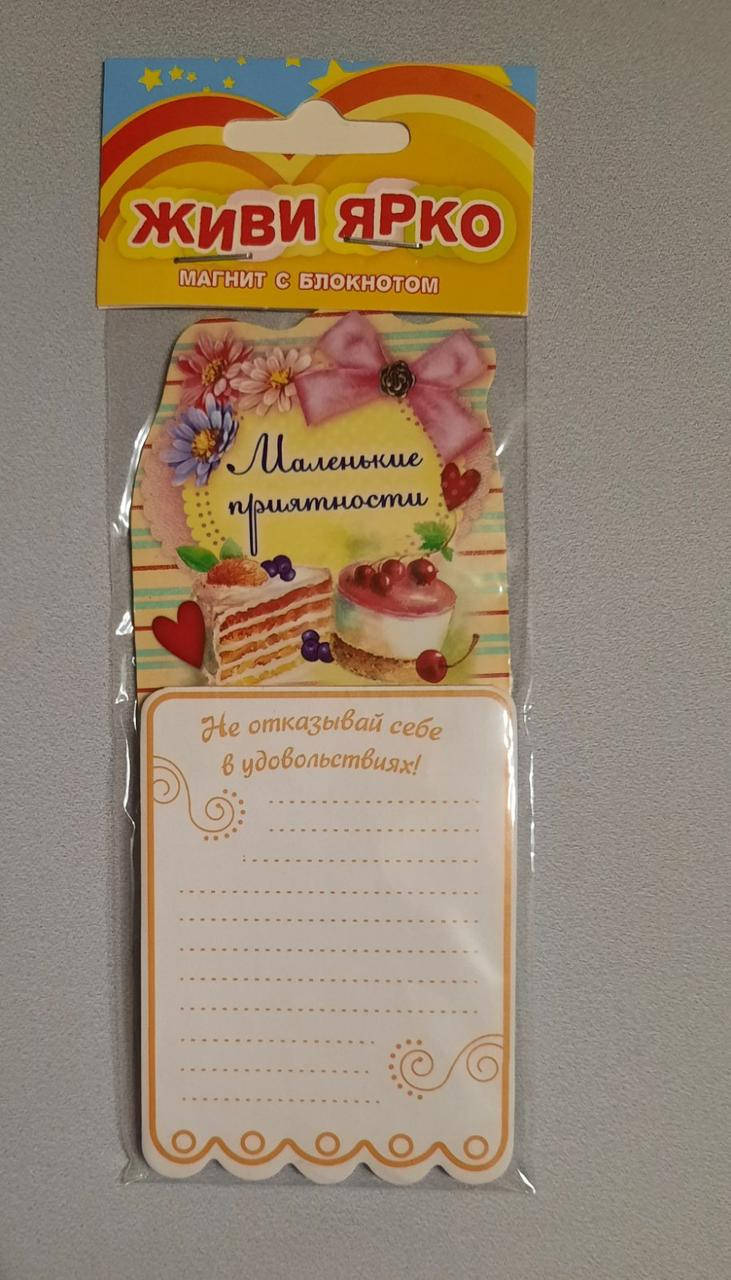 ЖИВИ ЯРКО
МАГНИТ С БЛОКНОТОМ
Маленькие
приятности
Не отказывай себе
в удовольствиях!